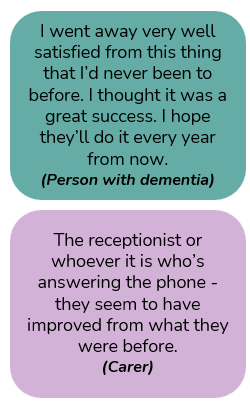 I went away very well
satisfied from this thing
that I’d never been to
before. I thought it was a
great success. I hope
they’ll do it every year
from now.
(Person with dementia)
The receptionist or
whoever it is who’s
answering the phone -
they seem to have
improved from what they
were before.
(Carer)